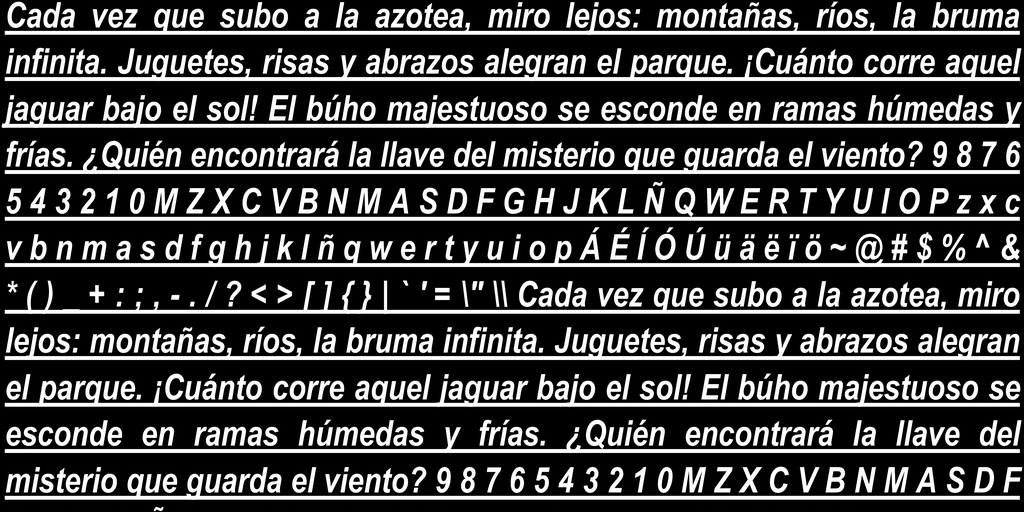 Cada vez que subo a la azotea, miro lejos: montañas, ríos, la bruma
infinita. Juguetes, risas y abrazos alegran el parque. ¡Cuánto corre aquel
jaguar bajo el sol! El búho majestuoso se esconde en ramas húmedas y
frías. ¿Quién encontrará la llave del misterio que guarda el viento? 9 8 7 6
5 4 3 2 1 0 M Z X C V B N M A S D F G H J K L Ñ Q W E R T Y U I O P z x c
v b n m a s d f g h j k l ñ q w e r t y u i o p Á É Í Ó Ú ü ä ë ï ö ~ @ # $ % ^ &
* ( ) _ + : ; , - . / ? < > [ ] { } | ` ' = \" \\ Cada vez que subo a la azotea, miro
lejos: montañas, ríos, la bruma infinita. Juguetes, risas y abrazos alegran
el parque. ¡Cuánto corre aquel jaguar bajo el sol! El búho majestuoso se
esconde en ramas húmedas y frías. ¿Quién encontrará la llave del
misterio que guarda el viento? 9 8 7 6 5 4 3 2 1 0 M Z X C V B N M A S D F